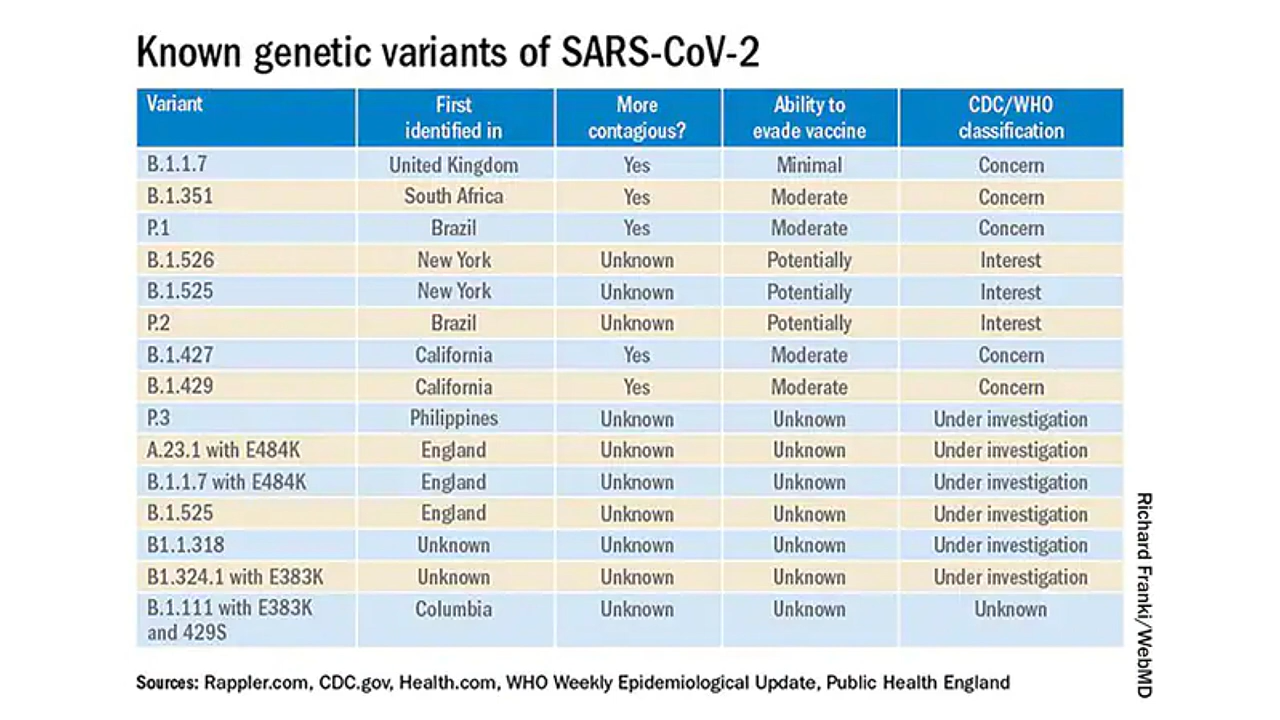 Known genetic variants of SARS-CoV-2
Variant First identified in More contagious? Ability to evade vaccine CDC/WHO classification
B.1.1.7 United Kingdom Yes Minimal Concern
B.1.351 South Africa Yes Moderate Concern
P.1 Brazil Yes Moderate Concern
B.1.526 New York Unknown Potentially Interest
B.1.525 New York Unknown Potentially Interest
P.2 Brazil Unknown Potentially Interest
B.1.427 California Yes Moderate Concern
B.1.429 California Yes Moderate Concern
P.3 Philippines Unknown Unknown Under investigation
A.23.1 with E484K England Unknown Unknown Under investigation
B.1.1.7 with E484K England Unknown Unknown Under investigation
B.1.525 England Unknown Unknown Under investigation
B1.1.318 Unknown Unknown Unknown Under investigation
B1.324.1 with E383K Unknown Unknown Unknown Under investigation
B.1.111 with E383K Columbia Unknown Unknown Unknown
and 429S
Sources: Rappler.com, CDC.gov, Health.com, WHO Weekly Epidemiological Update, Public Health England
Richard Franki/WebMD